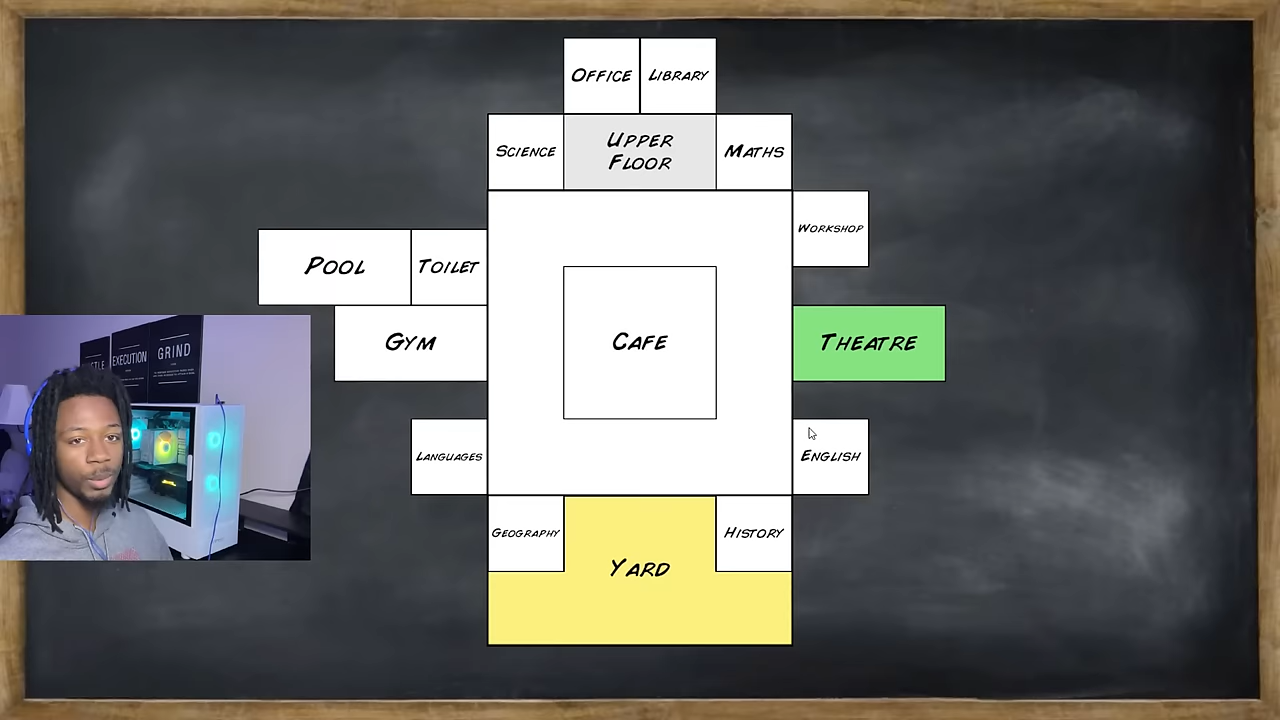 OFFICE
LIBRARY
SCIENCE
UPPER
FLOOR
MATHS
WORKSHOP
POOL
TOILET
GYM
CAFE
THEATRE
LANGUAGES
ENGLISH
GEOGRAPHY
HISTORY
YARD
EXECUTION
GRIND